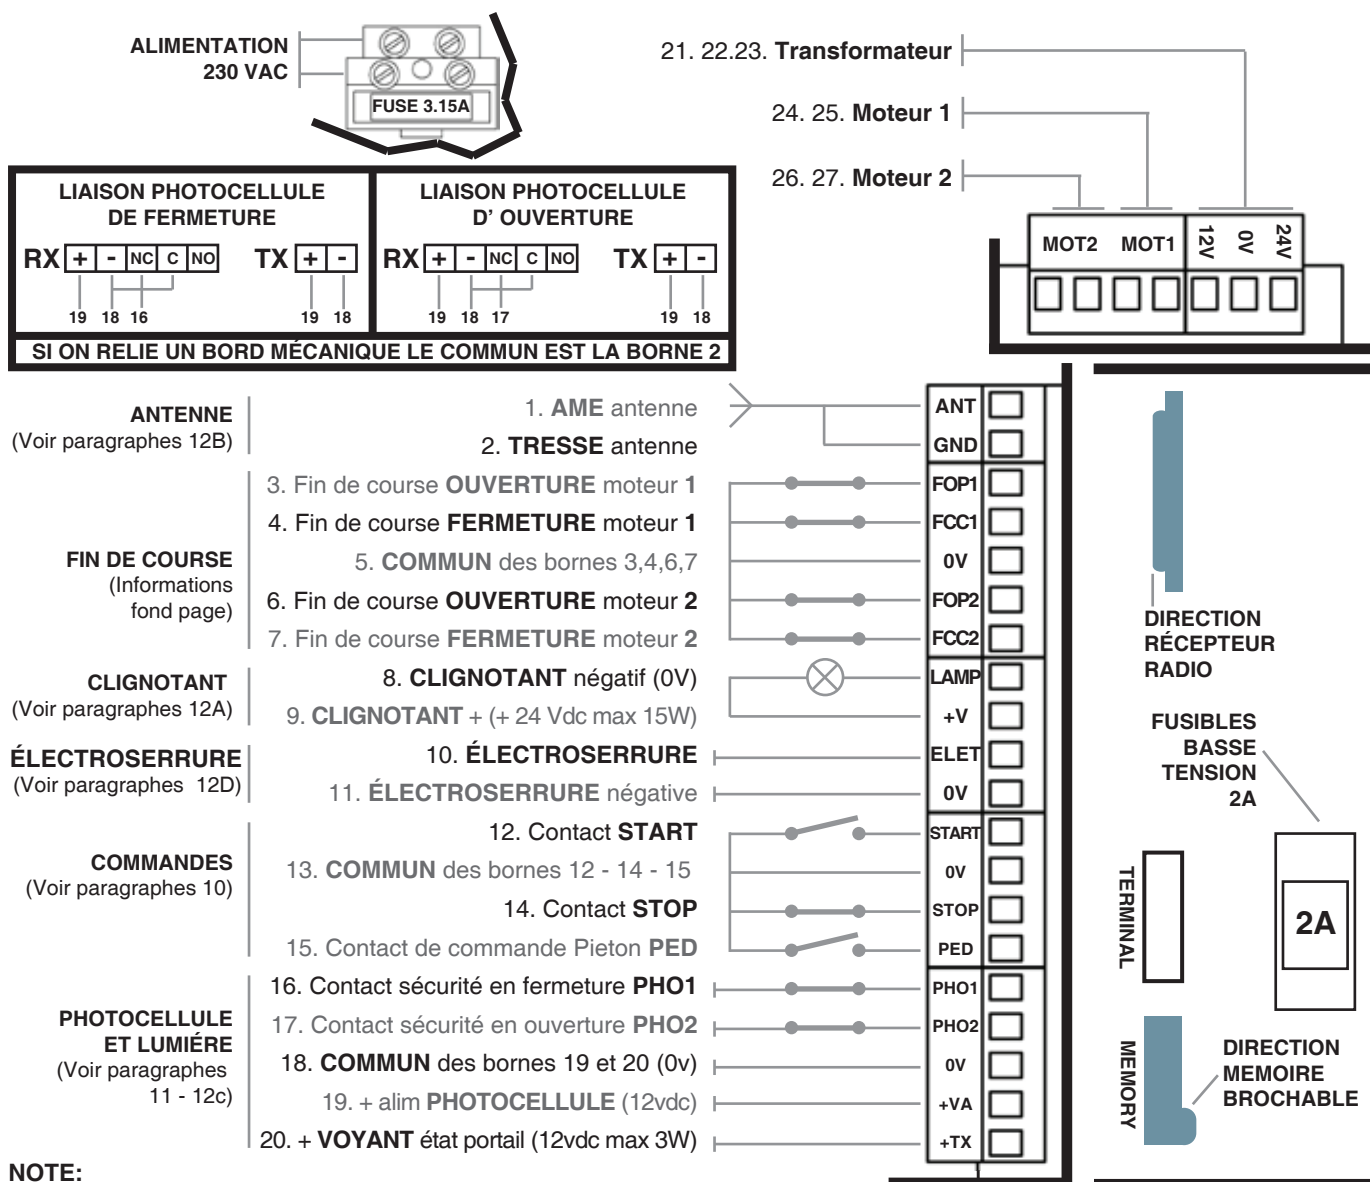 ALIMENTATION
230 VAC
FUSE 3.15A
21. 22.23. Transformateur
24. 25. Moteur 1
26. 27. Moteur 2
MOT2 MOT1 12V 0V 24V
LIAISON PHOTOCELLULE
DE FERMETURE
RX + - NC C NO TX + -
19 18 16 19 18
LIAISON PHOTOCELLULE
D' OUVERTURE
RX + - NC C NO TX + -
19 18 17 19 18
SI ON RELIE UN BORD MÉCANIQUE LE COMMUN EST LA BORNE 2
ANTENNE
(Voir paragraphes 12B)
1. AME antenne ANT
2. TRESSE antenne GND
FIN DE COURSE
(Informations
fond page)
3. Fin de course OUVERTURE moteur 1 FOP1
4. Fin de course FERMETURE moteur 1 FCC1
5. COMMUN des bornes 3,4,6,7 0V
6. Fin de course OUVERTURE moteur 2 FOP2
7. Fin de course FERMETURE moteur 2 FCC2
CLIGNOTANT
(Voir paragraphes 12A)
8. CLIGNOTANT négatif (0V) LAMP
9. CLIGNOTANT + (+ 24 Vdc max 15W) +V
ÉLECTROSERRURE
(Voir paragraphes 12D)
10. ÉLECTROSERRURE ELET
11. ÉLECTROSERRURE négative 0V
COMMANDES
(Voir paragraphes 10)
12. Contact START START
13. COMMUN des bornes 12 - 14 - 15 0V
14. Contact STOP STOP
15. Contact de commande Pieton PED PED
PHOTOCELLULE
ET LUMIÉRE
(Voir paragraphes
11 - 12c)
16. Contact sécurité en fermeture PHO1 PHO1
17. Contact sécurité en ouverture PHO2 PHO2
18. COMMUN des bornes 19 et 20 (0v) 0V
19. + alim PHOTOCELLULE (12vdc) +VA
20. + VOYANT état portail (12vdc max 3W) +TX
DIRECTION
RÉCEPTEUR
RADIO
FUSIBLES
BASSE
TENSION
2A
2A
TERMINAL
MEMORY
DIRECTION
MEMOIRE
BROCHABLE
NOTE: